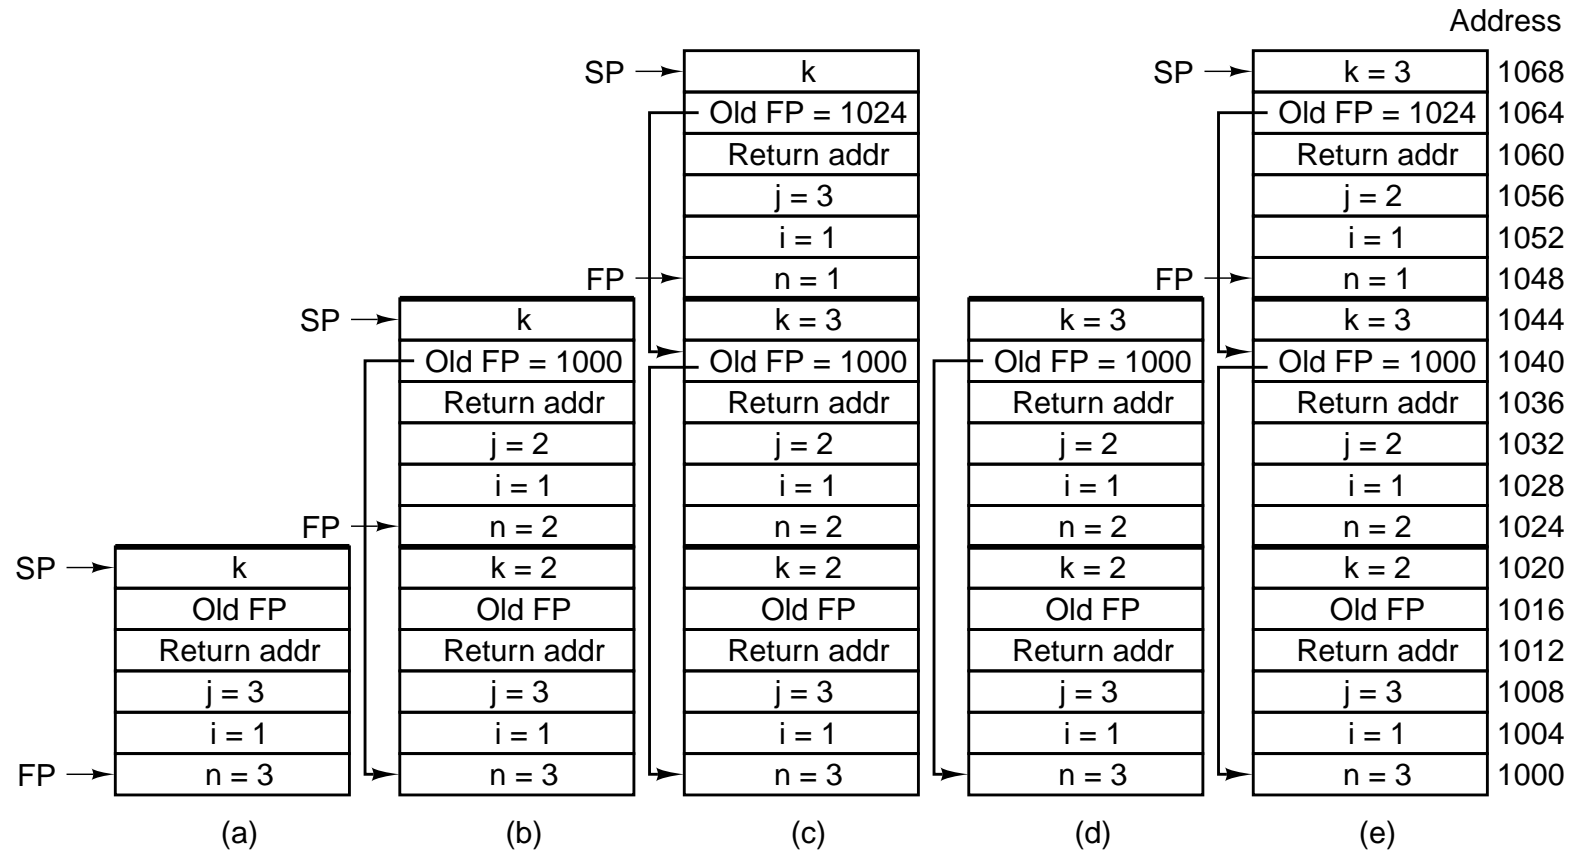 Address
SP k SP k = 3 1068
Old FP = 1024 Old FP = 1024 1064
Return addr Return addr 1060
j = 3 j = 2 1056
i = 1 i = 1 1052
FP n = 1 FP n = 1 1048
SP k k = 3 k = 3 k = 3 1044
Old FP = 1000 Old FP = 1000 Old FP = 1000 Old FP = 1000 1040
Return addr Return addr Return addr Return addr 1036
j = 2 j = 2 j = 2 j = 2 1032
i = 1 i = 1 i = 1 i = 1 1028
FP n = 2 n = 2 n = 2 n = 2 1024
SP k k = 2 k = 2 k = 2 k = 2 1020
Old FP Old FP Old FP Old FP Old FP 1016
Return addr Return addr Return addr Return addr Return addr 1012
j = 3 j = 3 j = 3 j = 3 j = 3 1008
i = 1 i = 1 i = 1 i = 1 i = 1 1004
FP n = 3 n = 3 n = 3 n = 3 n = 3 1000
(a) (b) (c) (d) (e)